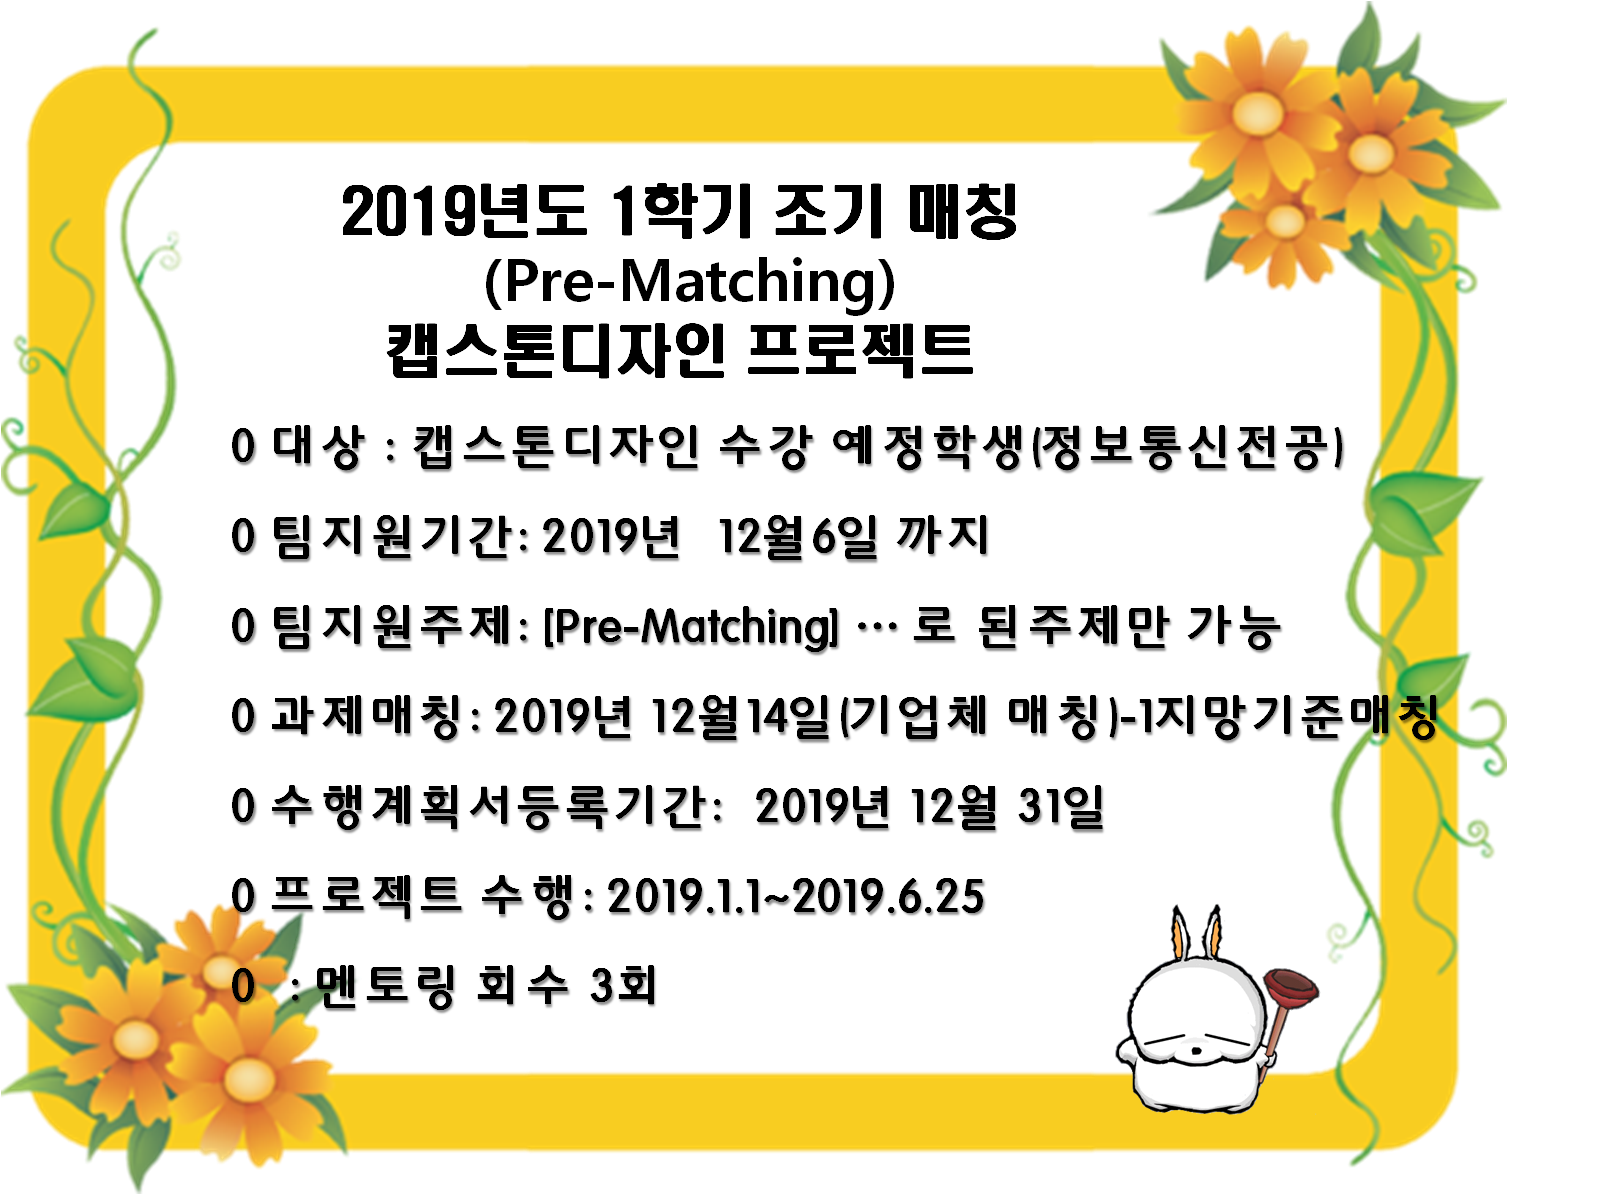 2019년도 1학기 조기 매칭
(Pre-Matching)
캡스톤디자인 프로젝트
0 대상 : 캡스톤디자인 수강 예정학생(정보통신전공)
0 팀지원기간: 2019년 12월6일 까지
0 팀지원주제: [Pre-Matching] … 로 된주제만 가능
0 과제매칭: 2019년 12월14일(기업체 매칭)-1지망기준매칭
0 수행계획서등록기간: 2019년 12월 31일
0 프로젝트 수행: 2019.1.1~2019.6.25
0 : 멘토링 회수 3회